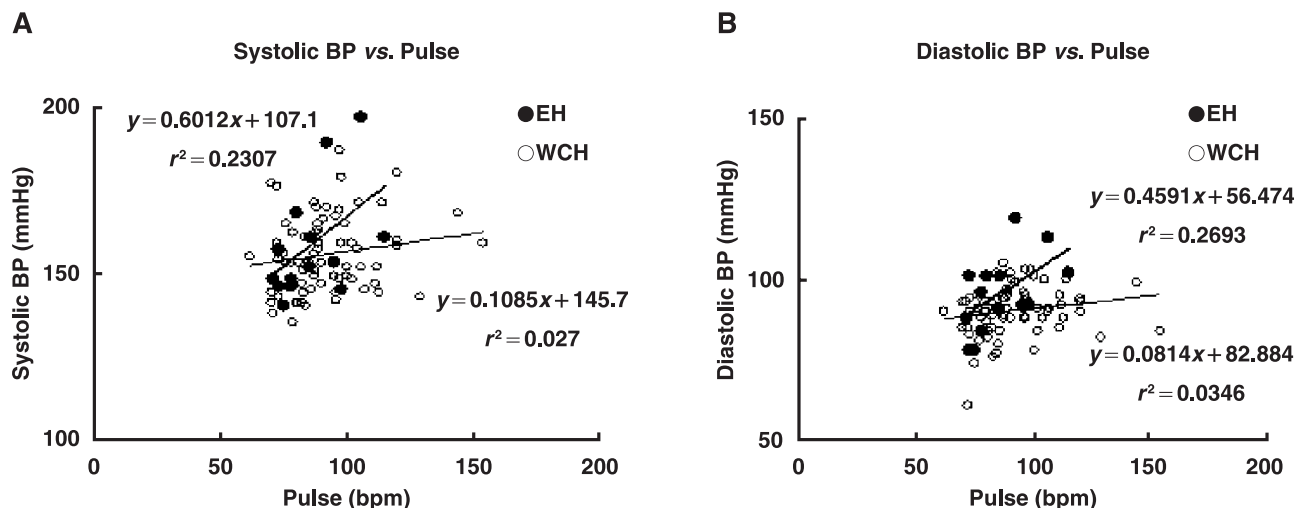 A
Systolic BP vs. Pulse
200
150
100
Systolic BP (mmHg)
y=0.6012x+107.1
r²=0.2307
EH
WCH
y=0.1085x+145.7
r²=0.027
0
50
100
150
200
Pulse (bpm)
B
Diastolic BP vs. Pulse
150
100
50
Diastolic BP (mmHg)
EH
WCH
y=0.4591x+56.474
r²=0.2693
y=0.0814x+82.884
r²=0.0346
0
50
100
150
200
Pulse (bpm)